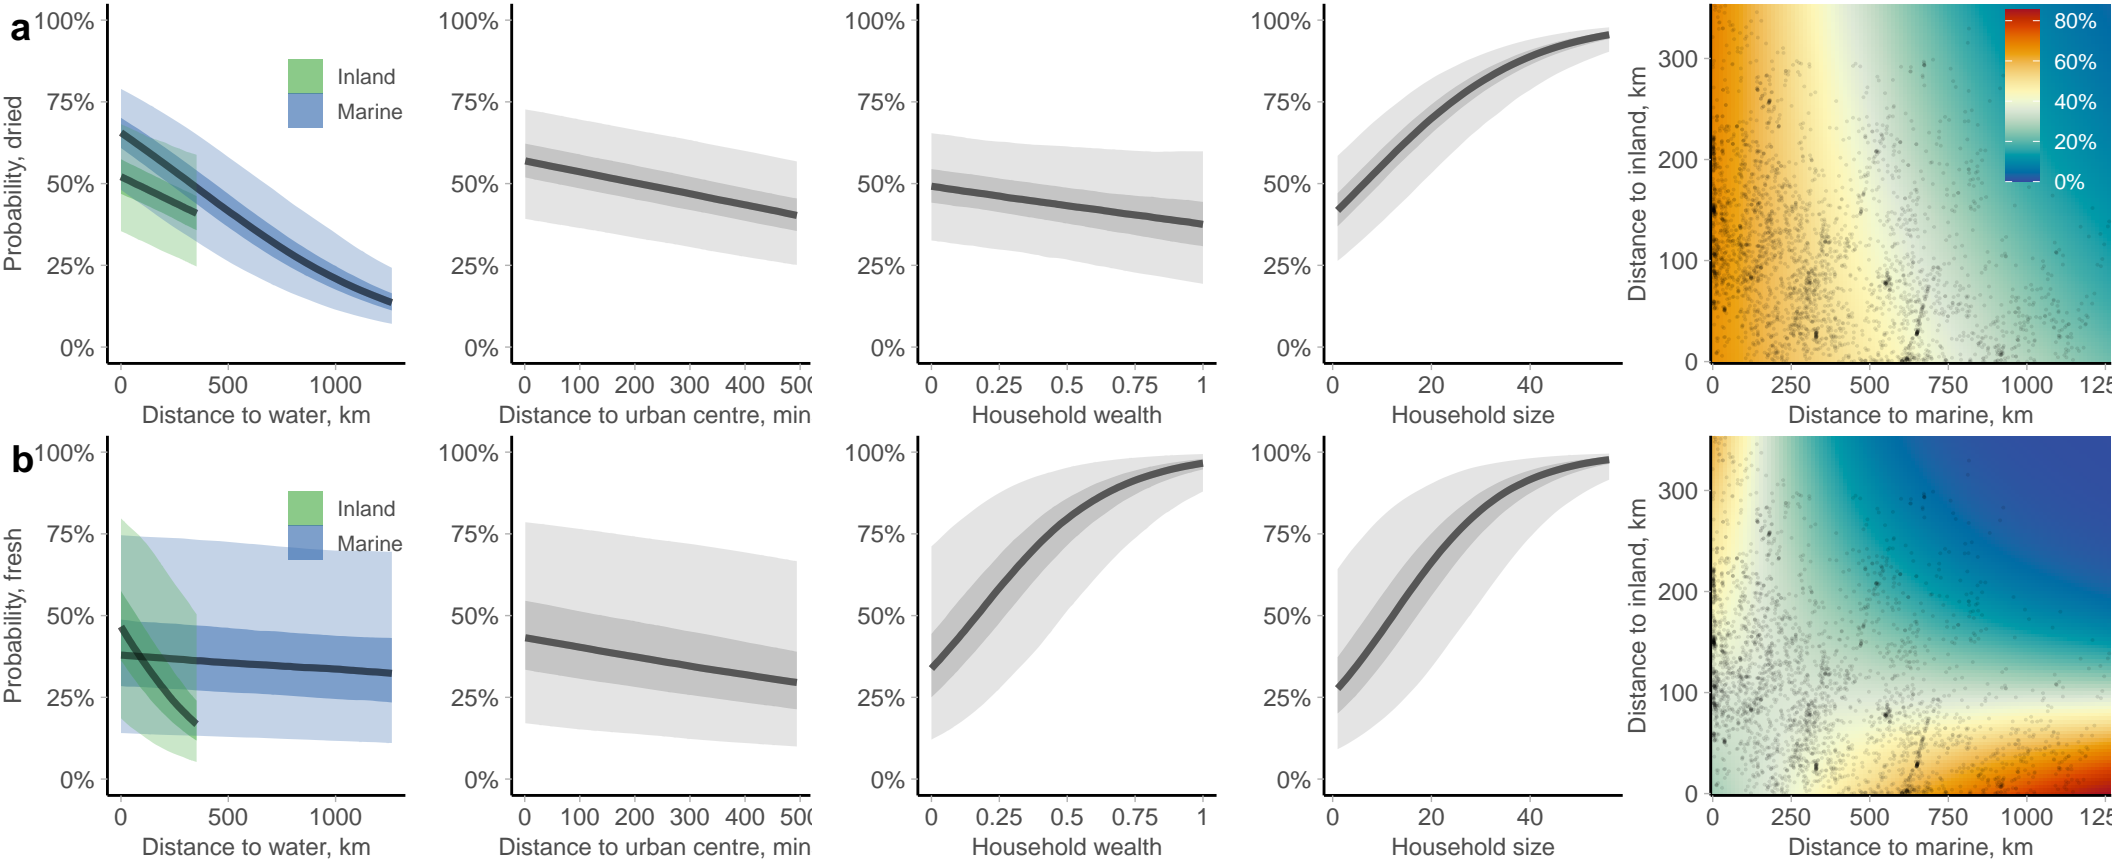 a
100%
75%
50%
25%
0%
Probability, dried
Inland
Marine
0 500 1000
Distance to water, km
100%
75%
50%
25%
0%
0 100 200 300 400 500
Distance to urban centre, min
100%
75%
50%
25%
0%
0 0.25 0.5 0.75 1
Household wealth
100%
75%
50%
25%
0%
0 20 40
Household size
300
200
100
0
Distance to inland, km
80%
60%
40%
20%
0%
0 250 500 750 1000 125
Distance to marine, km
b
100%
75%
50%
25%
0%
Probability, fresh
Inland
Marine
0 500 1000
Distance to water, km
100%
75%
50%
25%
0%
0 100 200 300 400 500
Distance to urban centre, min
100%
75%
50%
25%
0%
0 0.25 0.5 0.75 1
Household wealth
100%
75%
50%
25%
0%
0 20 40
Household size
300
200
100
0
Distance to inland, km
0 250 500 750 1000 125
Distance to marine, km